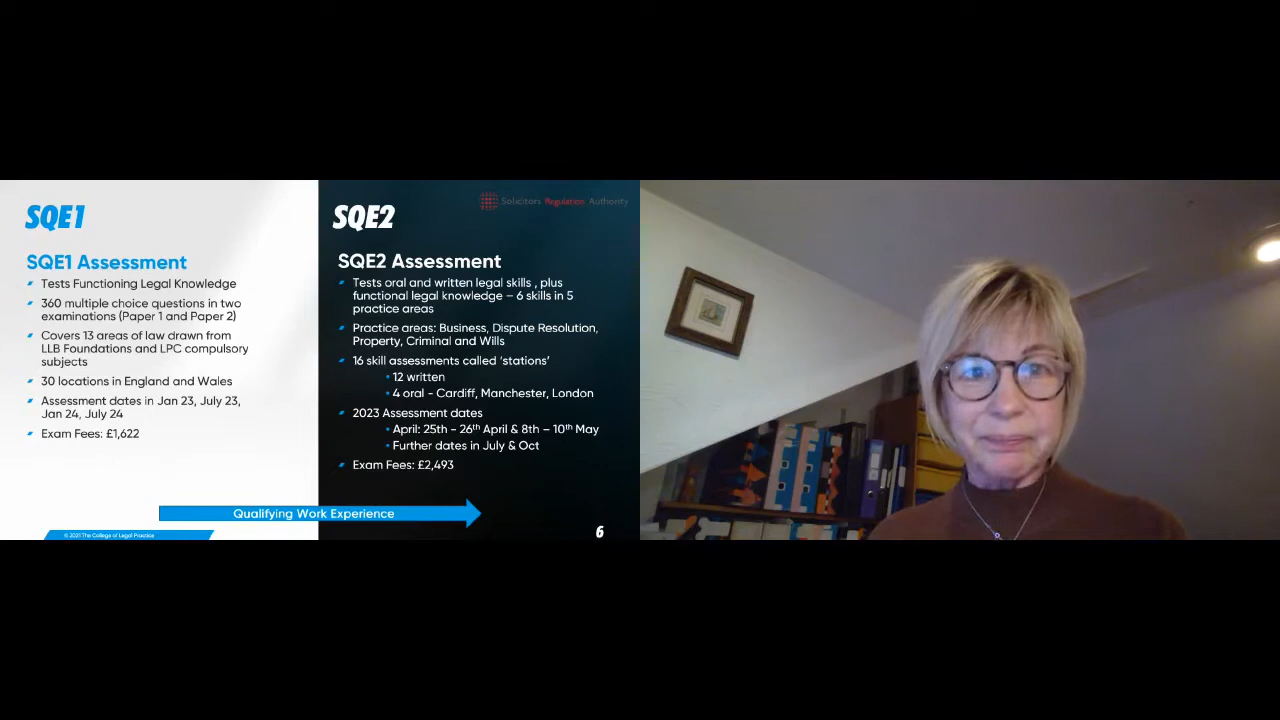 SQE1
SQE1 Assessment
Tests Functioning Legal Knowledge
360 multiple choice questions in two
examinations (Paper 1 and Paper 2)
Covers 13 areas of law drawn from
LLB Foundations and LPC compulsory
subjects
30 locations in England and Wales
Assessment dates in Jan 23, July 23,
Jan 24, July 24
Exam Fees: £1,622
Solicitors Regulation Authority
SQE2
SQE2 Assessment
Tests oral and written legal skills , plus
functional legal knowledge – 6 skills in 5
practice areas
Practice areas: Business, Dispute Resolution,
Property, Criminal and Wills
16 skill assessments called ‘stations’
12 written
4 oral - Cardiff, Manchester, London
2023 Assessment dates
April: 25th - 26th April & 8th – 10th May
Further dates in July & Oct
Exam Fees: £2,493
Qualifying Work Experience
© 2021 The College of Legal Practice
6